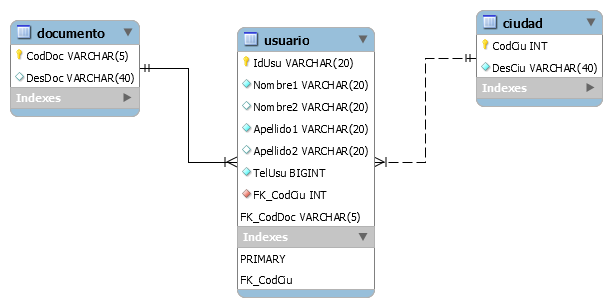 documento
CodDoc VARCHAR(5)
DesDoc VARCHAR(40)
Indexes
usuario
IdUsu VARCHAR(20)
Nombre1 VARCHAR(20)
Nombre2 VARCHAR(20)
Apellido1 VARCHAR(20)
Apellido2 VARCHAR(20)
TelUsu BIGINT
FK_CodCiu INT
FK_CodDoc VARCHAR(5)
Indexes
PRIMARY
FK_CodCiu
ciudad
CodCiu INT
DesCiu VARCHAR(40)
Indexes